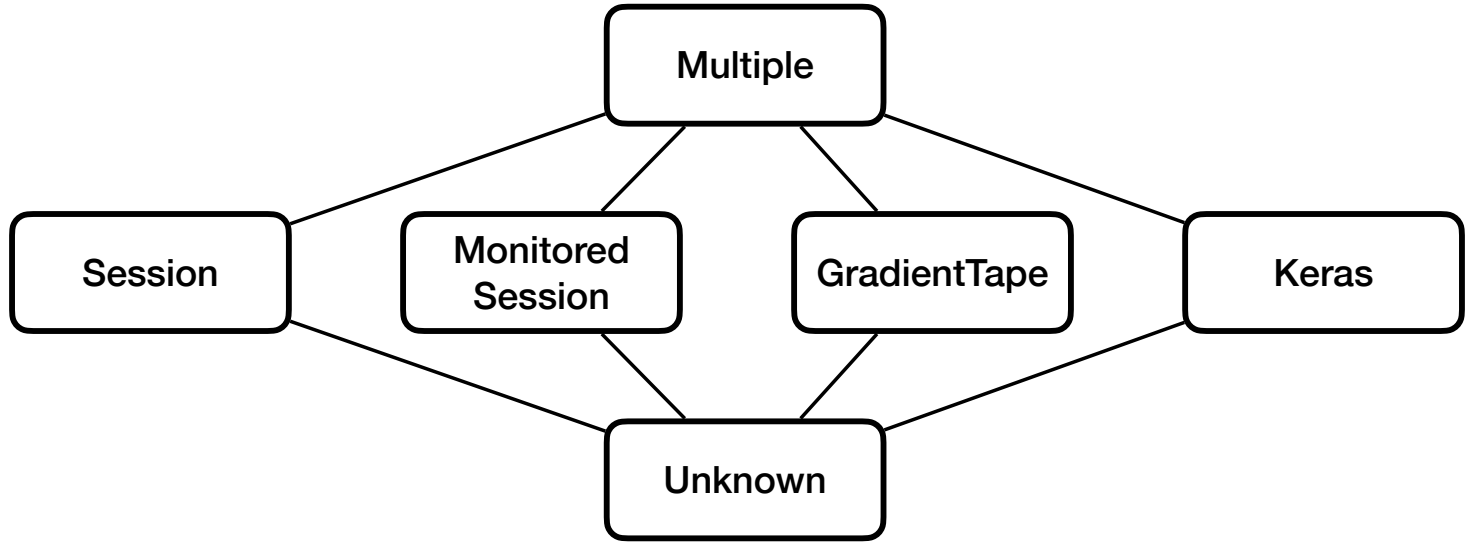 Multiple
Session
Monitored
Session
GradientTape
Keras
Unknown